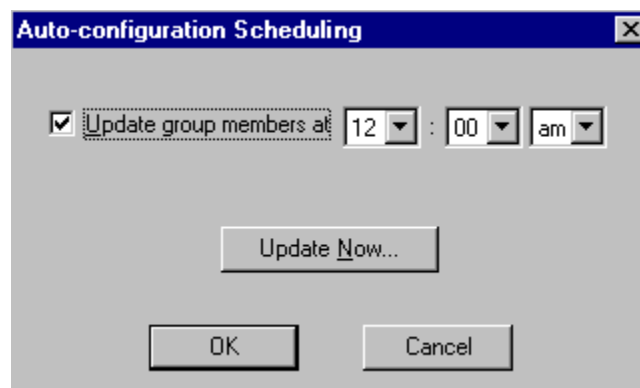 Auto-configuration Scheduling
Update group members at 12 : 00 am
Update Now...
OK Cancel